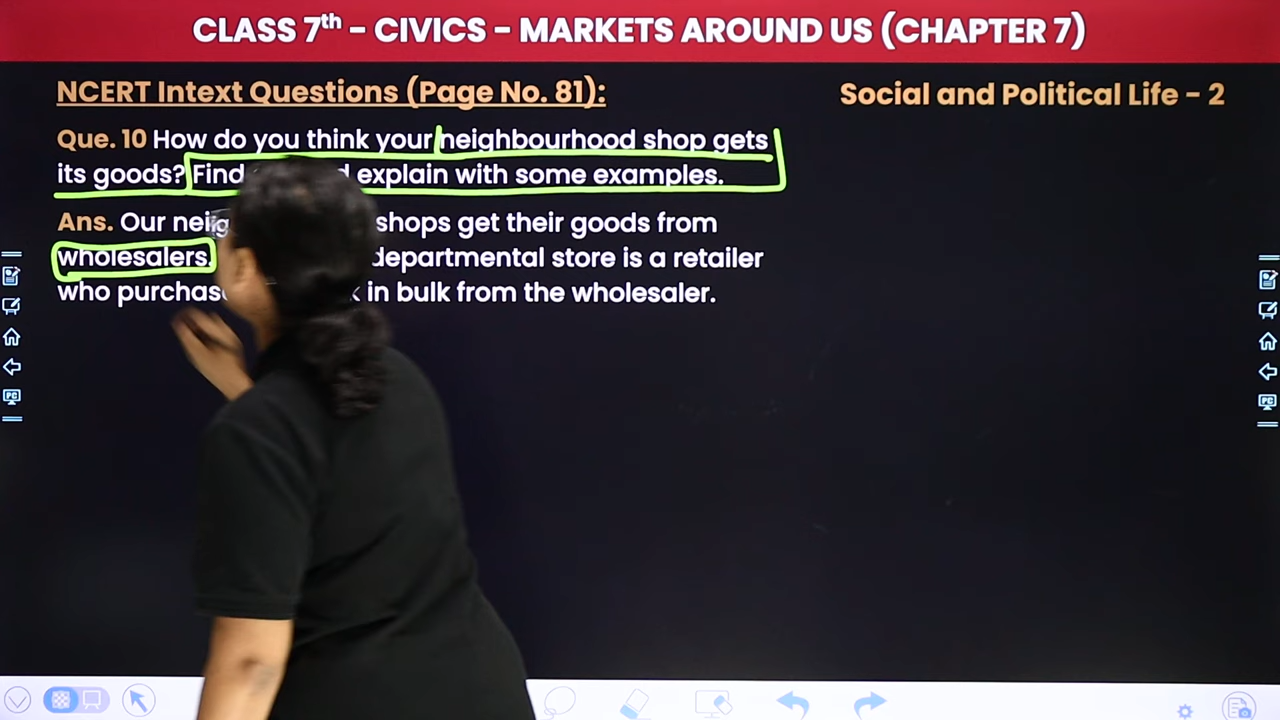 CLASS 7th - CIVICS - MARKETS AROUND US (CHAPTER 7)
NCERT Intext Questions (Page No. 81):
Social and Political Life - 2
Que. 10 How do you think your neighbourhood shop gets
its goods? Find explain with some examples.
Ans. Our shops get their goods from
wholesalers. departmental store is a retailer
who in bulk from the wholesaler.
PC
PC